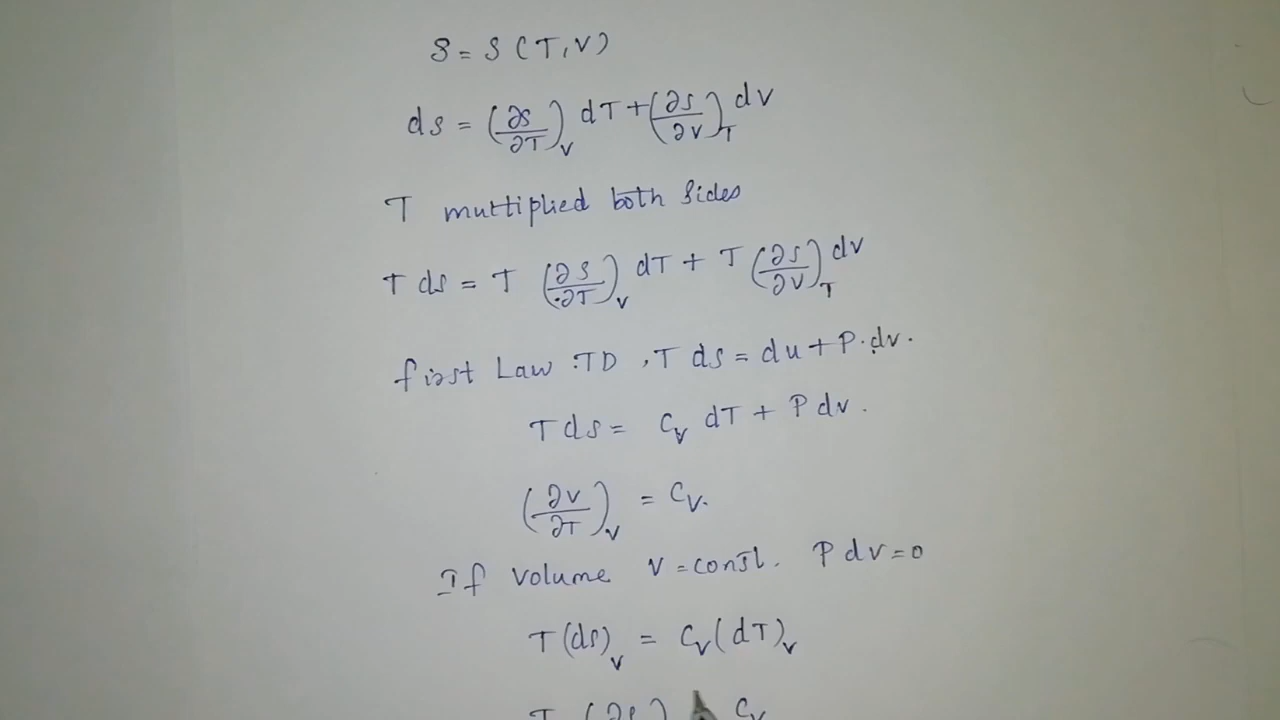 S = S (T, V)
ds = (∂s/∂T)_V dT + (∂s/∂V)_T dV
T multiplied both sides
T ds = T (∂s/∂T)_V dT + T (∂s/∂V)_T dV
first Law :TD , T ds = du + P.dv.
T ds = C_V dT + P dv.
(∂V/∂T)_V = C_V.
If volume V = const. P dv = 0
T (ds)_V = C_V (dT)_V
T (∂s C_V